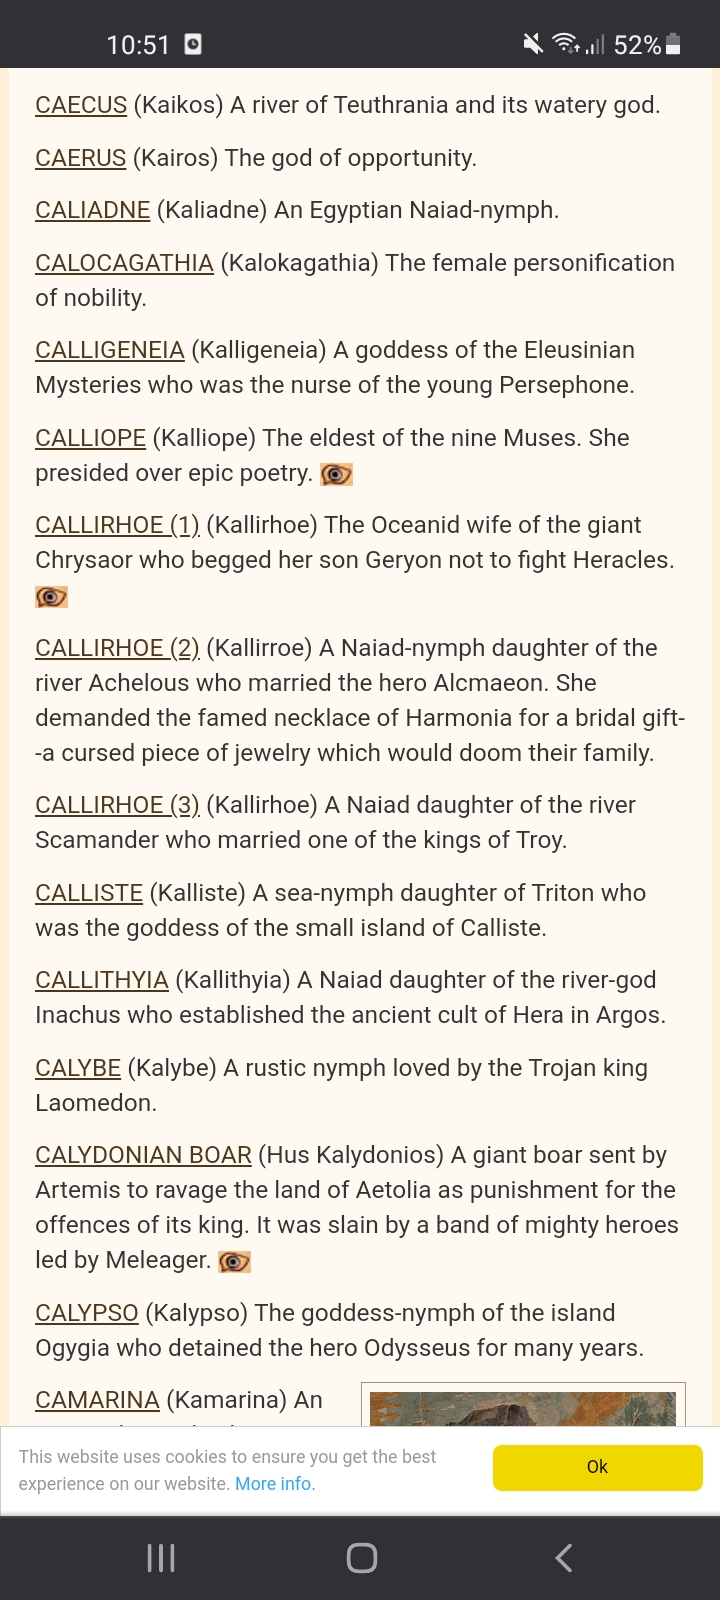 10:51
52%
CAECUS (Kaikos) A river of Teuthrania and its watery god.
CAERUS (Kairos) The god of opportunity.
CALIADNE (Kaliadne) An Egyptian Naiad-nymph.
CALOCAGATHIA (Kalokagathia) The female personification
of nobility.
CALLIGENEIA (Kalligeneia) A goddess of the Eleusinian
Mysteries who was the nurse of the young Persephone.
CALLIOPE (Kalliope) The eldest of the nine Muses. She
presided over epic poetry.
CALLIRHOE (1) (Kallirhoe) The Oceanid wife of the giant
Chrysaor who begged her son Geryon not to fight Heracles.
CALLIRHOE (2) (Kallirroe) A Naiad-nymph daughter of the
river Achelous who married the hero Alcmaeon. She
demanded the famed necklace of Harmonia for a bridal gift-
-a cursed piece of jewelry which would doom their family.
CALLIRHOE (3) (Kallirhoe) A Naiad daughter of the river
Scamander who married one of the kings of Troy.
CALLISTE (Kalliste) A sea-nymph daughter of Triton who
was the goddess of the small island of Calliste.
CALLITHYIA (Kallithyia) A Naiad daughter of the river-god
Inachus who established the ancient cult of Hera in Argos.
CALYBE (Kalybe) A rustic nymph loved by the Trojan king
Laomedon.
CALYDONIAN BOAR (Hus Kalydonios) A giant boar sent by
Artemis to ravage the land of Aetolia as punishment for the
offences of its king. It was slain by a band of mighty heroes
led by Meleager.
CALYPSO (Kalypso) The goddess-nymph of the island
Ogygia who detained the hero Odysseus for many years.
CAMARINA (Kamarina) An
This website uses cookies to ensure you get the best
experience on our website. More info.
Ok